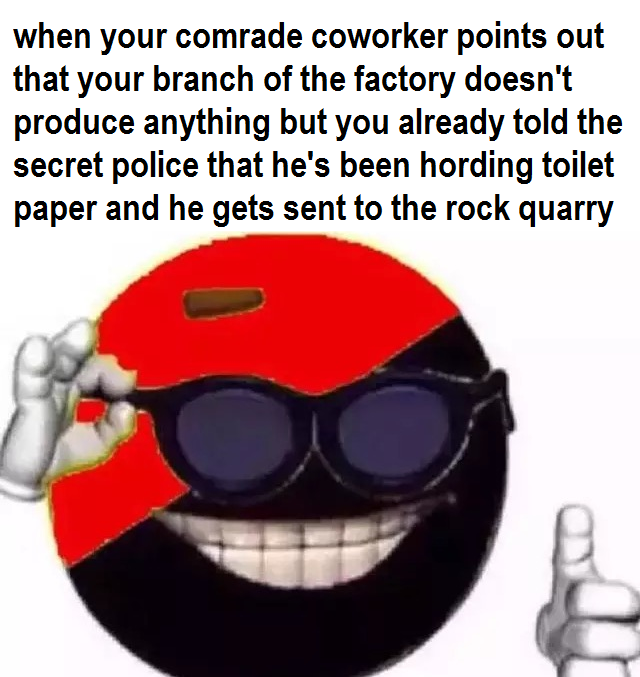 when your comrade coworker points out
that your branch of the factory doesn't
produce anything but you already told the
secret police that he's been hording toilet
paper and he gets sent to the rock quarry